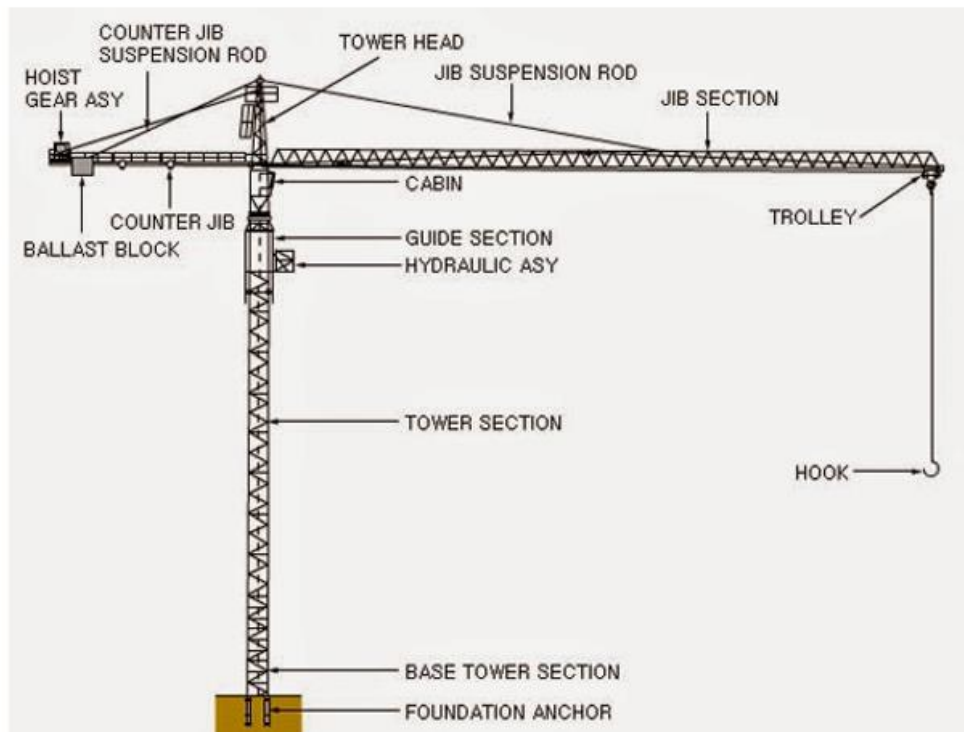 COUNTER JIB
SUSPENSION ROD
TOWER HEAD
JIB SUSPENSION ROD
HOIST
GEAR ASY
JIB SECTION
CABIN
TROLLEY
COUNTER JIB
BALLAST BLOCK
GUIDE SECTION
HYDRAULIC ASY
TOWER SECTION
HOOK
BASE TOWER SECTION
FOUNDATION ANCHOR